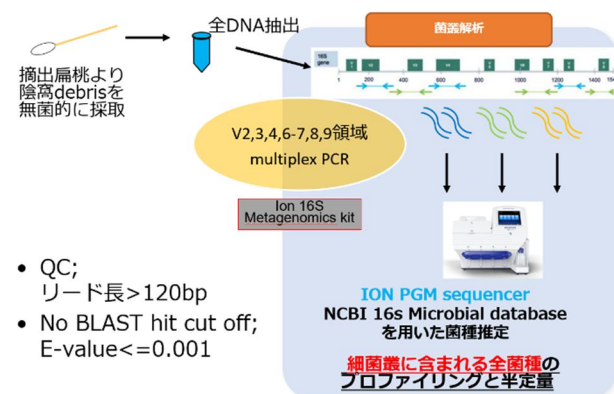 全DNA抽出
菌叢解析
16S
gene
1 200 400 600 800 1000 1200 1400
摘出扁桃より
陰窩debrisを
無菌的に採取
V2,3,4,6-7,8,9領域
multiplex PCR
Ion 16S
Metagenomics kit
• QC;
リード長>120bp
• No BLAST hit cut off;
E-value<=0.001
ION PGM sequencer
NCBI 16s Microbial database
を用いた菌種推定
細菌叢に含まれる全菌種の
プロファイリングと半定量